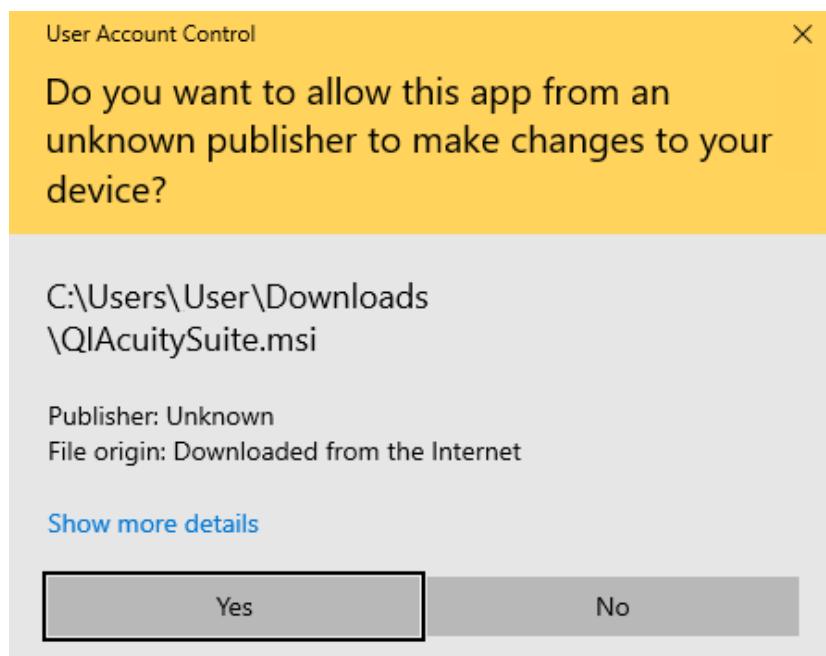 User Account Control
Do you want to allow this app from an
unknown publisher to make changes to your
device?
C:\Users\User\Downloads
\QIAcuitySuite.msi
Publisher: Unknown
File origin: Downloaded from the Internet
Show more details
Yes
No